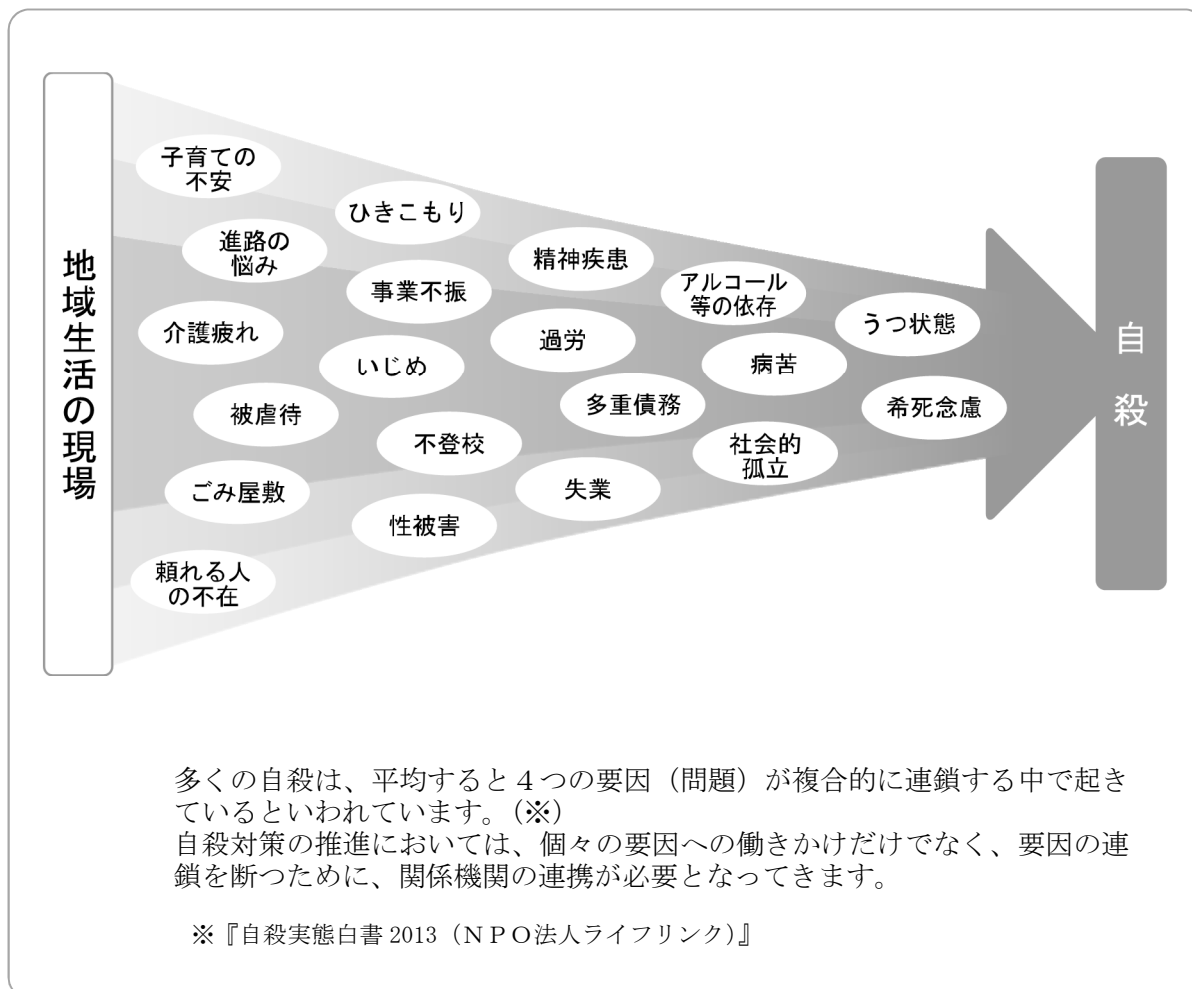 地域生活の現場
子育ての
不安
進路の
悩み
介護疲れ
被虐待
ごみ屋敷
頼れる人
の不在
ひきこもり
事業不振
いじめ
不登校
性被害
精神疾患
過労
多重債務
失業
アルコール
等の依存
病苦
社会的
孤立
うつ状態
希死念慮
自殺
多くの自殺は、平均すると4つの要因(問題)が複合的に連鎖する中で起き
ているといわれています。(※)
自殺対策の推進においては、個々の要因への働きかけだけでなく、要因の連
鎖を断つために、関係機関の連携が必要となってきます。
※『自殺実態白書 2013(NPO法人ライフリンク)』